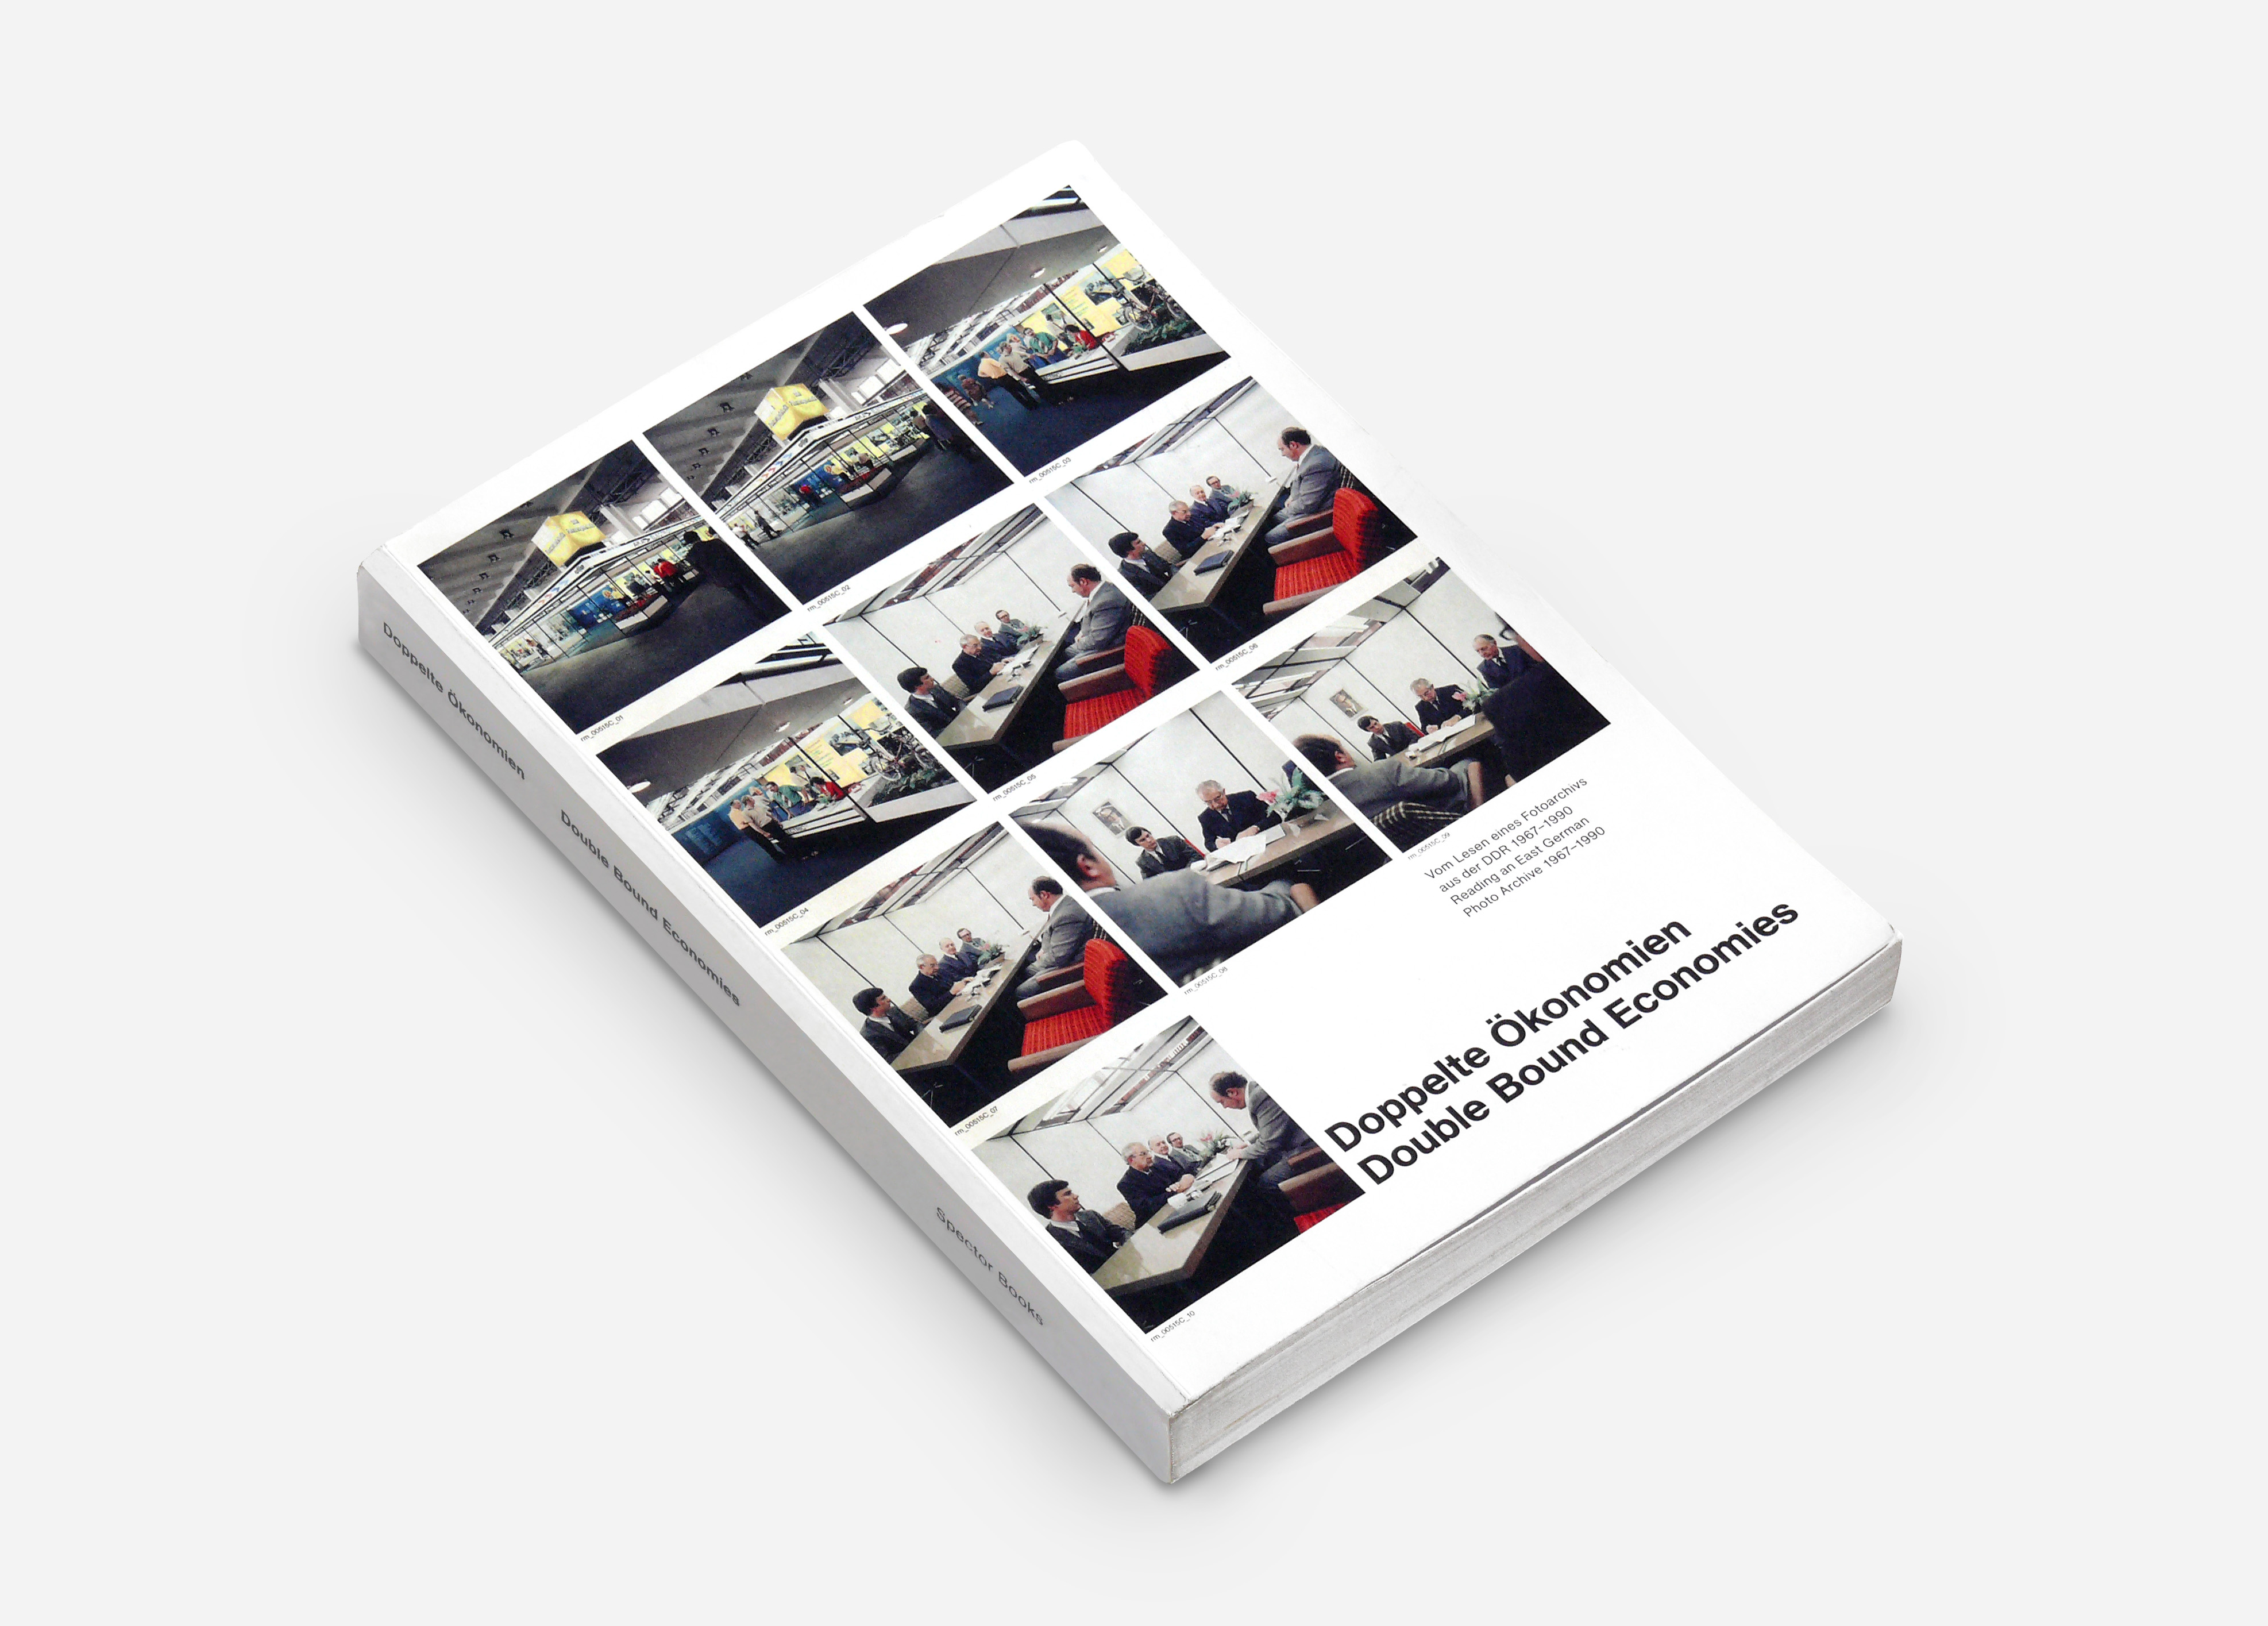 rm_00515C_01
rm_00515C_02
rm_00515C_03
rm_00515C_04
rm_00515C_05
rm_00515C_06
rm_00515C_07
rm_00515C_08
rm_00515C_09
rm_00515C_10
Vom Lesen eines Fotoarchivs
aus der DDR 1967–1990
Reading an East German
Photo Archive 1967–1990
Doppelte Ökonomien
Double Bound Economies
Doppelte Ökonomien
Double Bound Economies
Spector Books